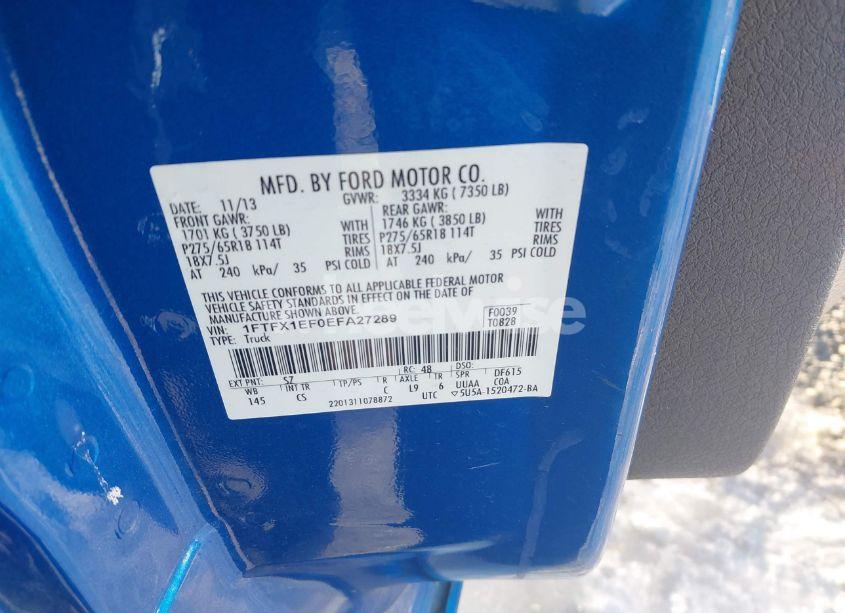 MFD. BY FORD MOTOR CO.
DATE: 11/13 GVWR: 3334 KG ( 7350 LB)
FRONT GAWR: REAR GAWR:
1701 KG ( 3750 LB) WITH 1746 KG ( 3850 LB) WITH
P275/65R18 114T TIRES P275/65R18 114T TIRES
18X7.5J RIMS 18X7.5J RIMS
AT 240 kPa/ 35 PSI COLD AT 240 kPa/ 35 PSI COLD
THIS VEHICLE CONFORMS TO ALL APPLICABLE FEDERAL MOTOR
VEHICLE SAFETY STANDARDS IN EFFECT ON THE DATE OF
MANUFACTURE SHOWN ABOVE.
VIN: 1FTFX1EF0EFA27289 F0039
TYPE: Truck T0828
EXT PNT: SZ RC: 48 DSO:
WB INT TR TP/PS R AXLE TR SPR DF615
145 CS C L9 6 UUAA COA
2201311078872 UTC ▽5U5A-1520472-BA